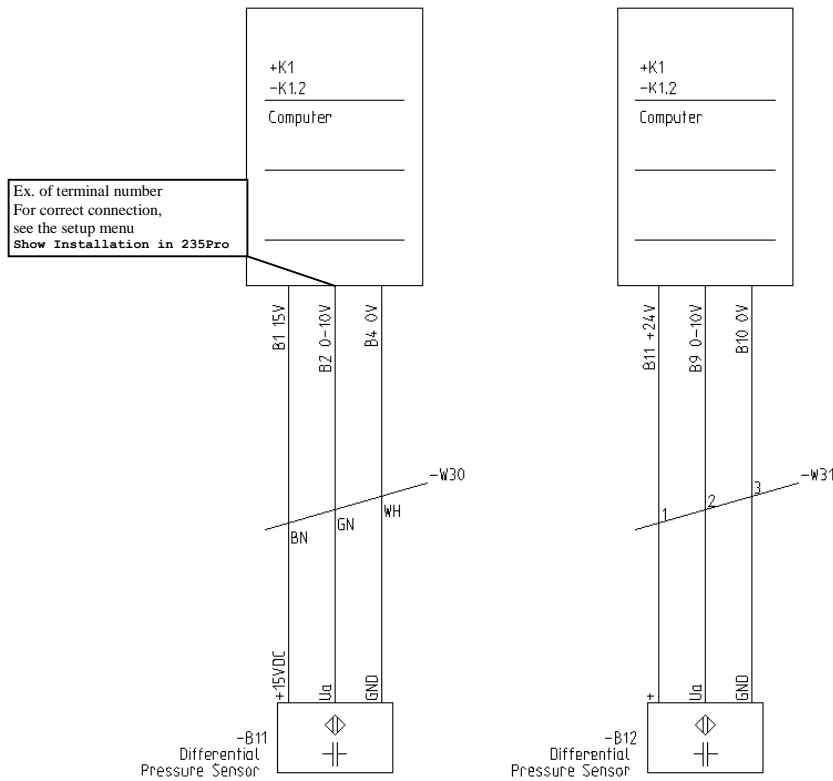 +K1
-K1.2
Computer
Ex. of terminal number
For correct connection,
see the setup menu
Show Installation in 235Pro
B1 15V
B2 0-10V
B4 0V
-W30
BN
GN
WH
+15VDC
Ua
GND
-B11
Differential
Pressure Sensor
+K1
-K1.2
Computer
B11 +24V
B9 0-10V
B10 0V
-W31
1
2
3
+
Ua
GND
-B12
Differential
Pressure Sensor